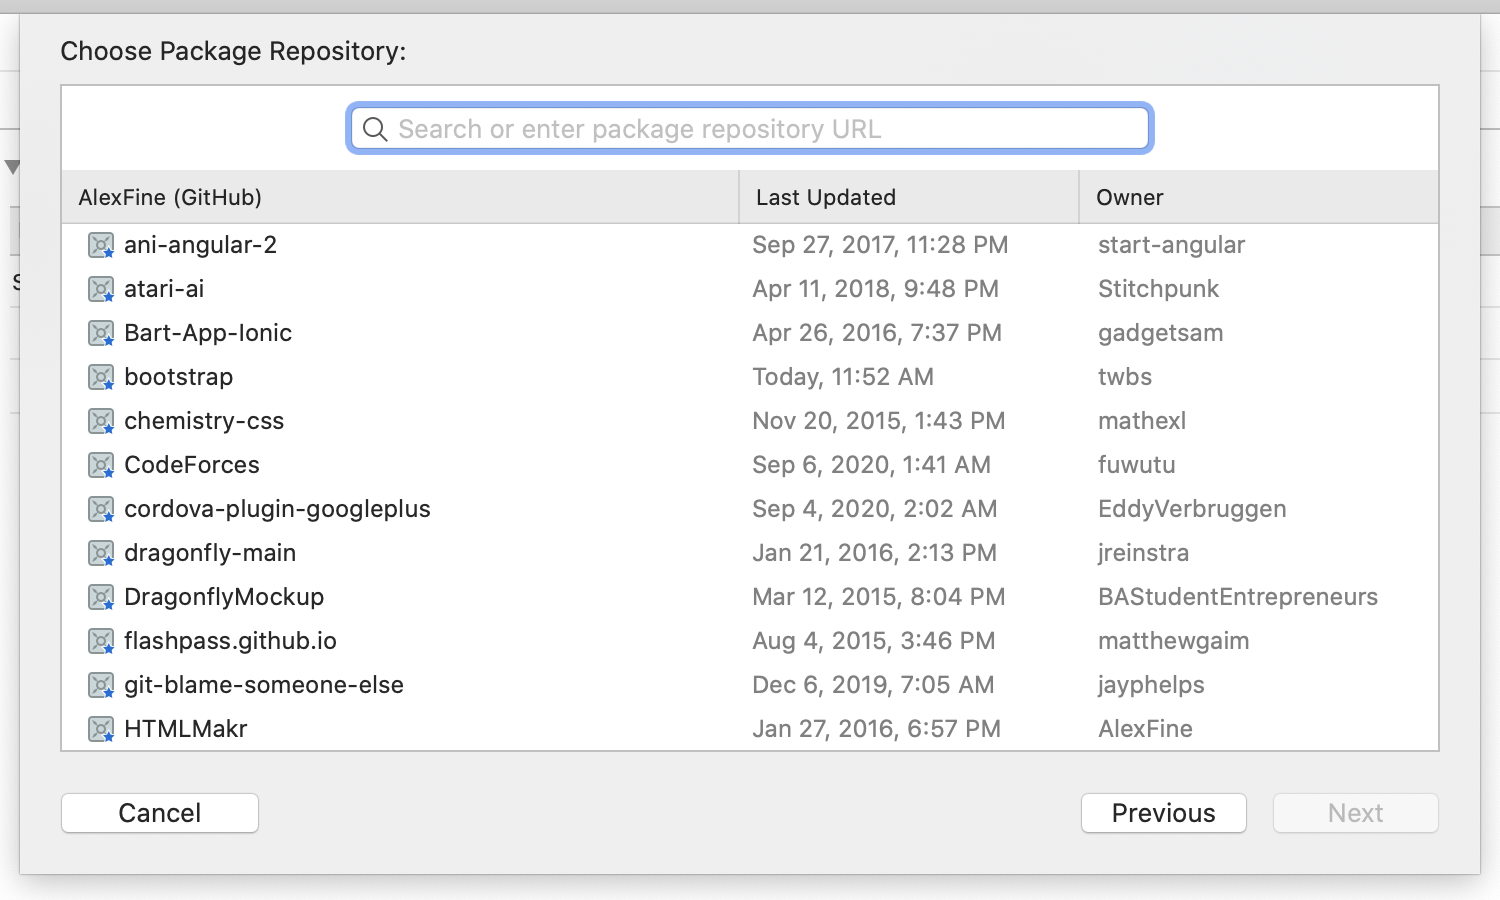 Choose Package Repository:
Search or enter package repository URL
AlexFine (GitHub) Last Updated Owner
ani-angular-2 Sep 27, 2017, 11:28 PM start-angular
atari-ai Apr 11, 2018, 9:48 PM Stitchpunk
Bart-App-Ionic Apr 26, 2016, 7:37 PM gadgetsam
bootstrap Today, 11:52 AM twbs
chemistry-css Nov 20, 2015, 1:43 PM mathexl
CodeForces Sep 6, 2020, 1:41 AM fuwutu
cordova-plugin-googleplus Sep 4, 2020, 2:02 AM EddyVerbruggen
dragonfly-main Jan 21, 2016, 2:13 PM jreinstra
DragonflyMockup Mar 12, 2015, 8:04 PM BAStudentEntrepreneurs
flashpass.github.io Aug 4, 2015, 3:46 PM matthewgaim
git-blame-someone-else Dec 6, 2019, 7:05 AM jayphelps
HTMLMakr Jan 27, 2016, 6:57 PM AlexFine
Cancel Previous Next